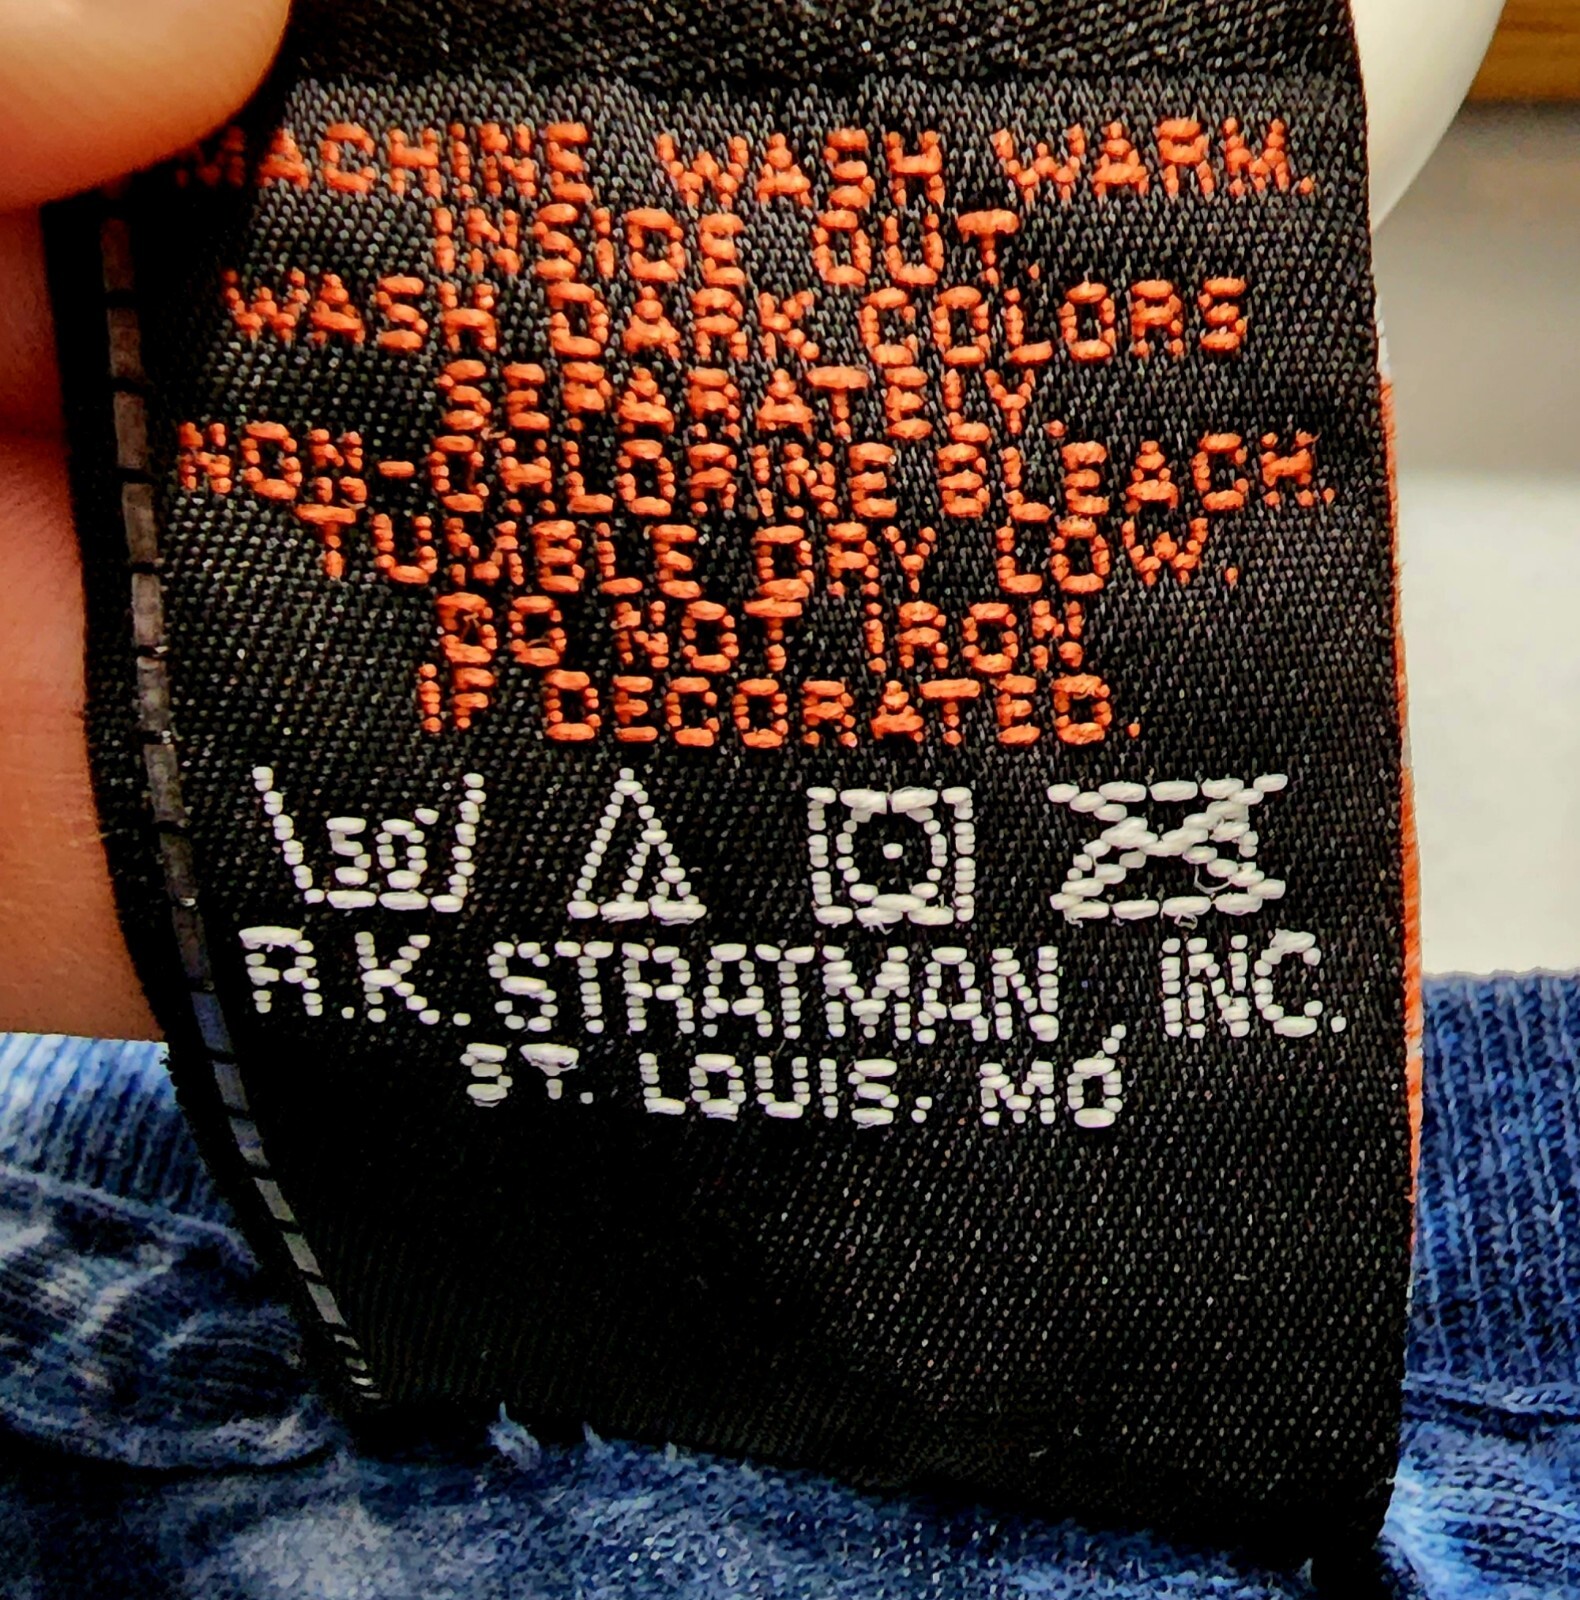 MACHINE WASH WARM.
INSIDE OUT.
WASH DARK COLORS
SEPARATELY.
NON-CHLORINE BLEACH.
TUMBLE DRY LOW.
DO NOT IRON
IF DECORATED.
50
R.K. STRATMAN, INC.
ST. LOUIS, MO